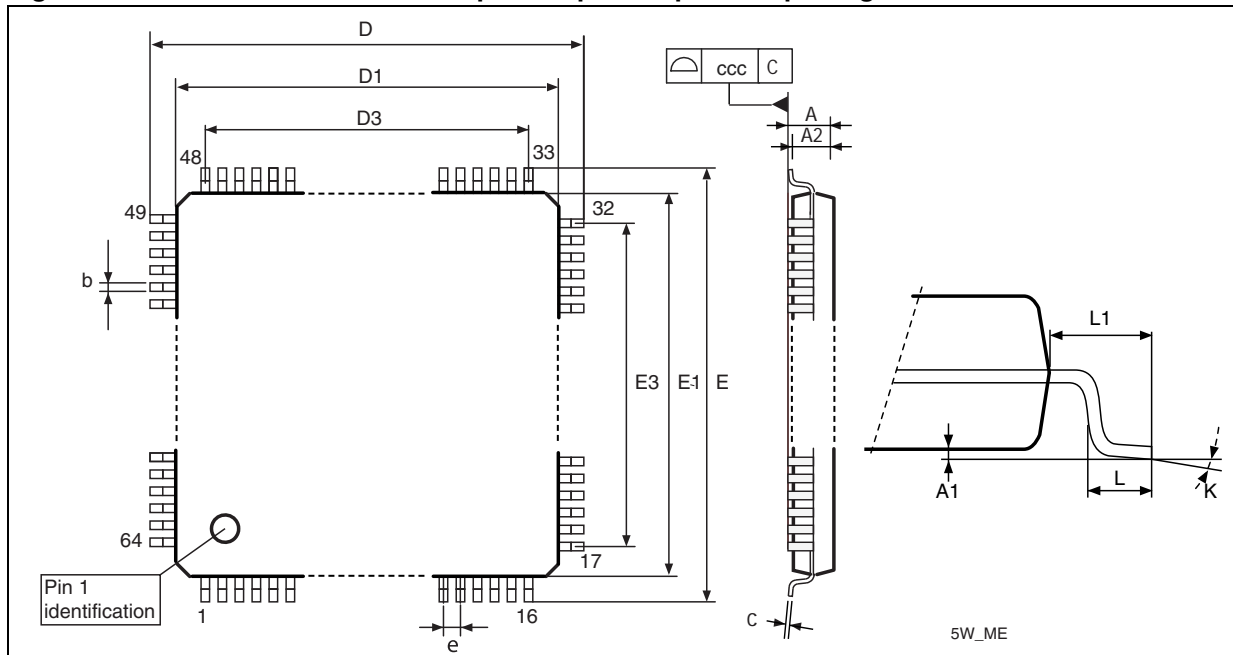 D
D1
D3
ccc C
A
A2
48
33
49
32
b
L1
E3
E-1
E
A1
L
K
64
17
Pin 1
identification
1
16
e
C
5W_ME